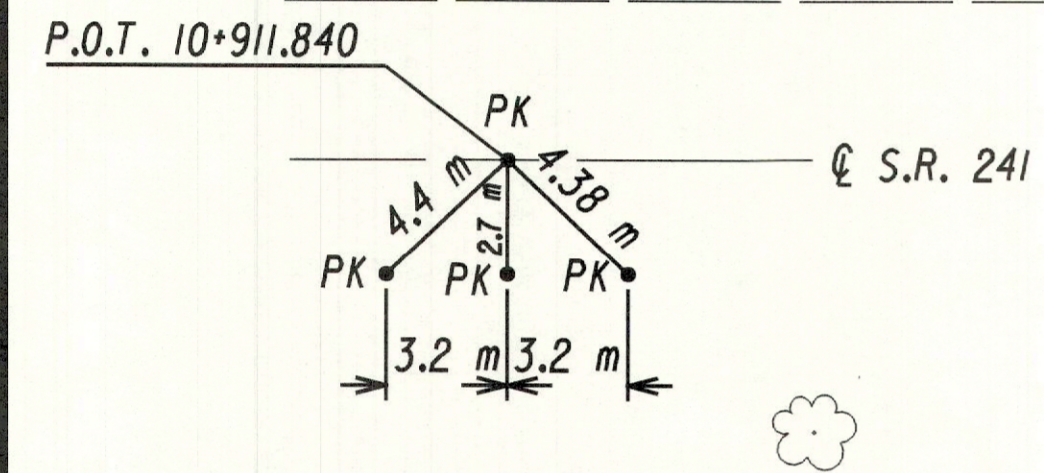 P.O.T. 10+911.840
PK
℄ S.R. 241
4.4 m
2.7 m
4.38 m
PK
PK
PK
3.2 m
3.2 m